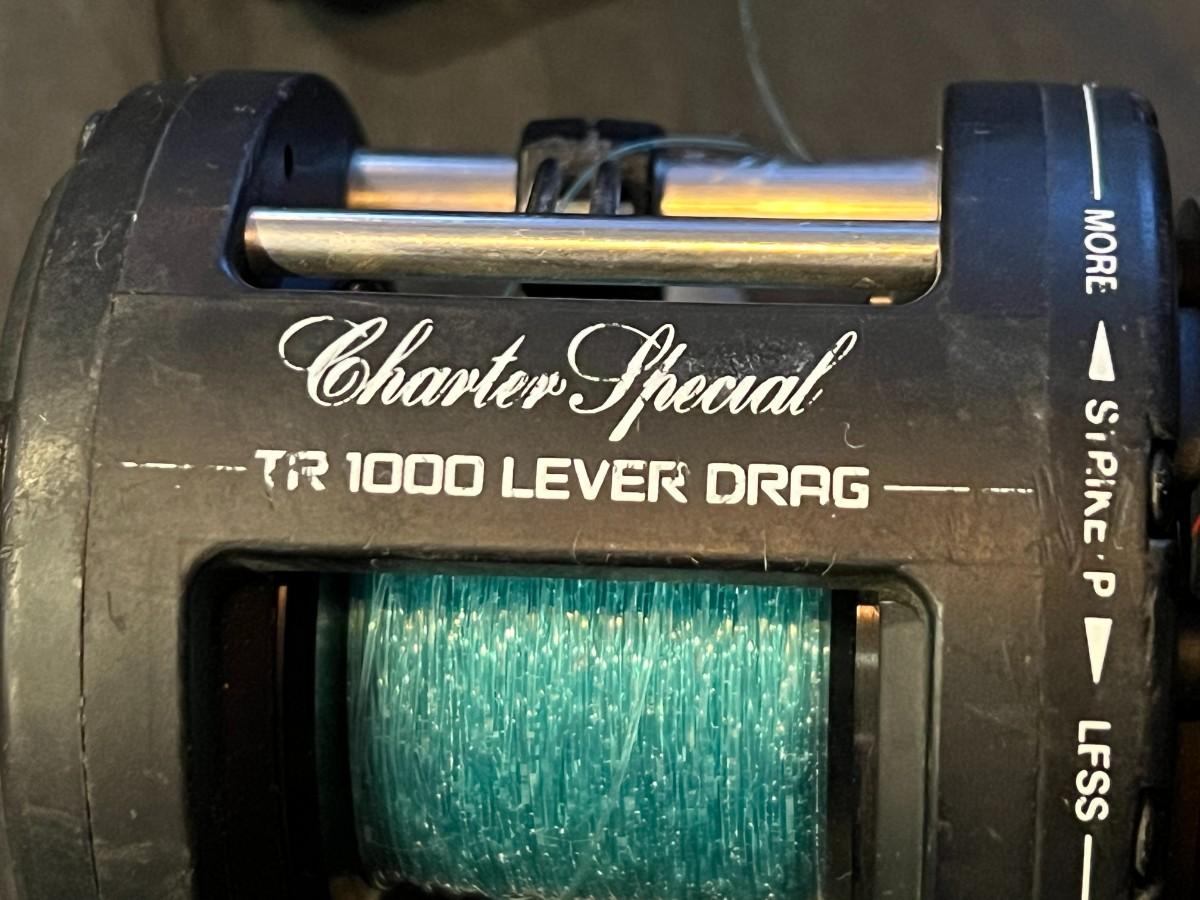 Charter Special
TR 1000 LEVER DRAG
MORE ◀ STRIKE P ▶ LESS